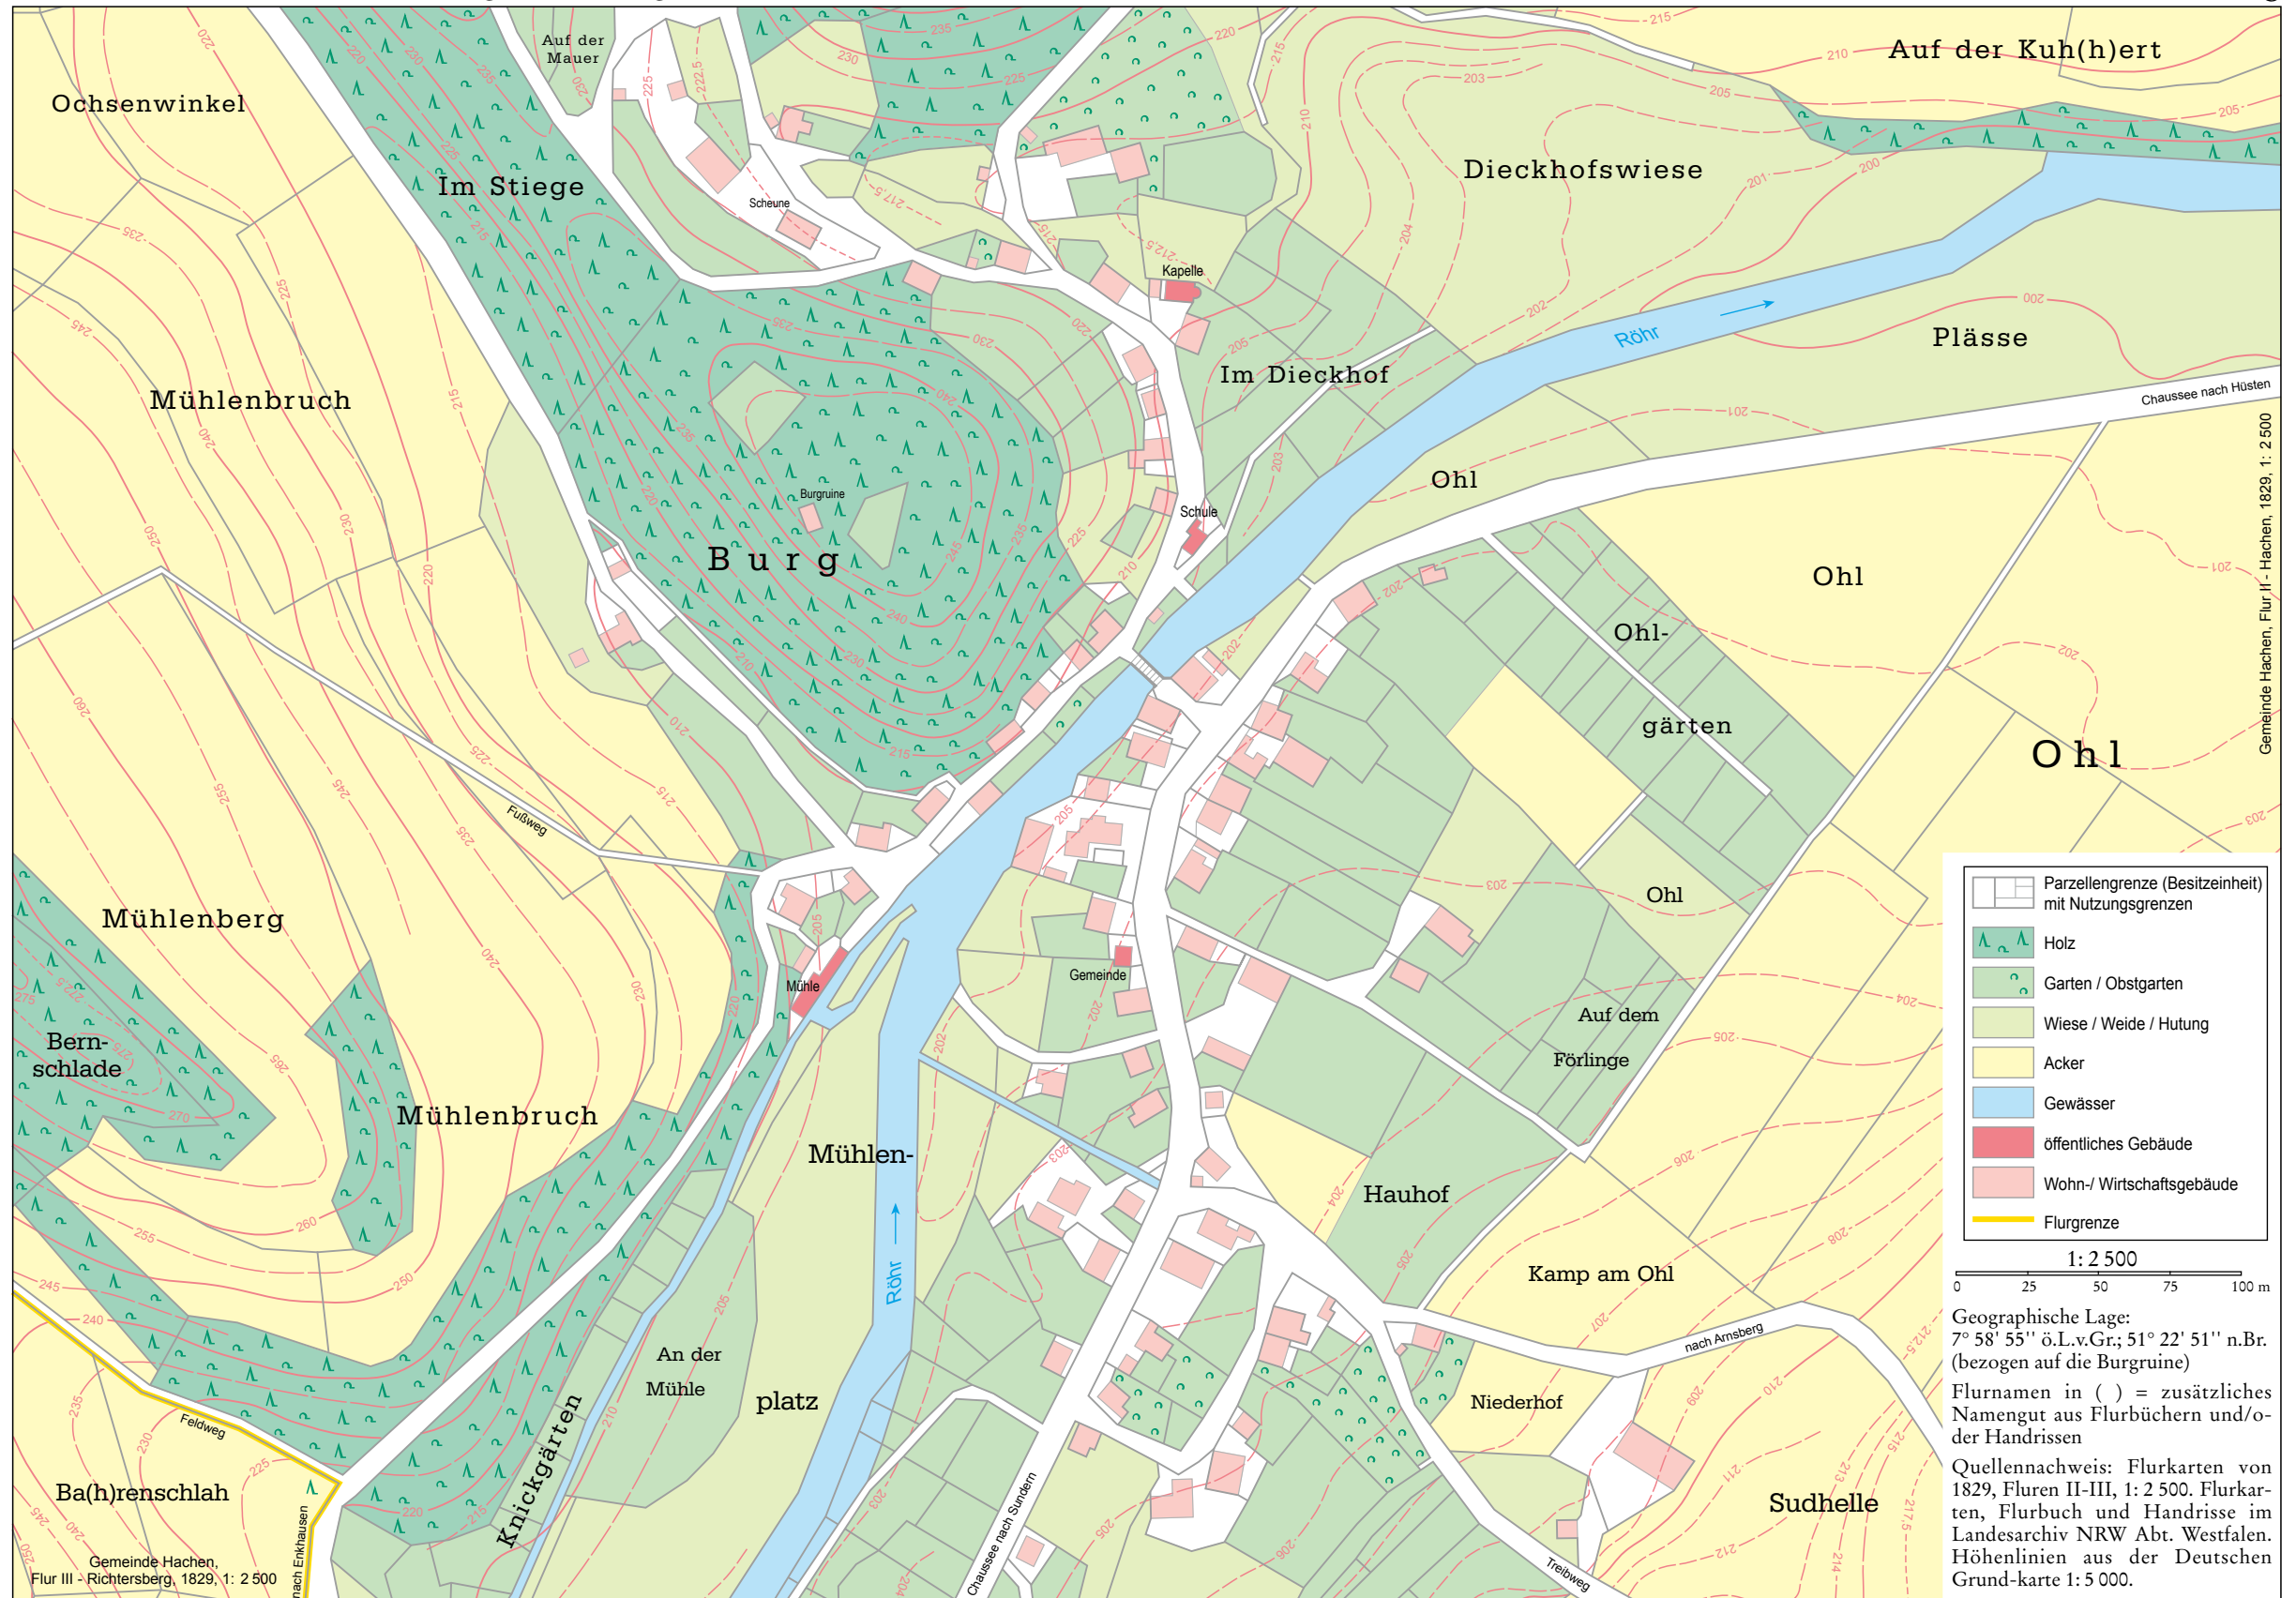 Auf der
Mauer
Auf der Kuh(h)ert
Ochsenwinkel
Im Stiege
Dieckhofswiese
Scheune
Kapelle
Röhr
Plässe
Im Dieckhof
Chaussee nach Hüsten
Mühlenbruch
Ohl
Burgruine
Schule
Burg
Ohl
Ohl-
gärten
Ohl
Gemeinde Hachen, Flur II - Hachen, 1829, 1: 2 500
Fußweg
Mühlenberg
Ohl
Mühle
Gemeinde
Auf dem
Förlinge
Bern-
schlade
Mühlenbruch
Mühlen-
platz
Hauhof
Röhr
Kamp am Ohl
An der
Mühle
nach Arnsberg
Niederhof
Knickgärten
Feldweg
Ba(h)renschlah
Sudhelle
nach Enkhausen
Chaussee nach Sundern
Treibweg
Gemeinde Hachen,
Flur III - Richtersberg, 1829, 1: 2 500
Parzellengrenze (Besitzeinheit)
mit Nutzungsgrenzen
Holz
Garten / Obstgarten
Wiese / Weide / Hutung
Acker
Gewässer
öffentliches Gebäude
Wohn-/ Wirtschaftsgebäude
Flurgrenze
1: 2 500
0 25 50 75 100 m
Geographische Lage:
7° 58' 55'' ö.L.v.Gr.; 51° 22' 51'' n.Br.
(bezogen auf die Burgruine)
Flurnamen in ( ) = zusätzliches
Namengut aus Flurbüchern und/o-
der Handrissen
Quellennachweis: Flurkarten von
1829, Fluren II-III, 1: 2 500. Flurkar-
ten, Flurbuch und Handrisse im
Landesarchiv NRW Abt. Westfalen.
Höhenlinien aus der Deutschen
Grund-karte 1: 5 000.